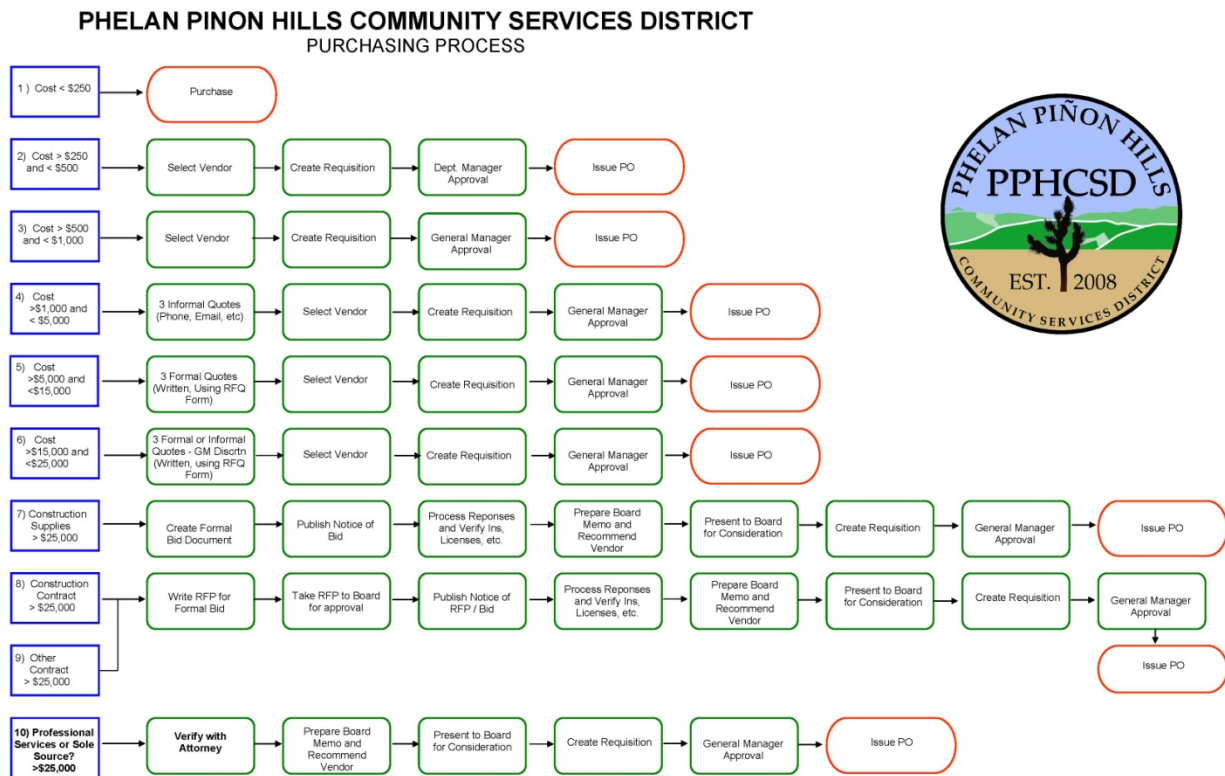 PHELAN PINON HILLS COMMUNITY SERVICES DISTRICT
PURCHASING PROCESS
1 ) Cost < $250
Purchase
2) Cost > $250
and < $500
Select Vendor
Create Requisition
Dept. Manager
Approval
Issue PO
3) Cost > $500
and < $1,000
Select Vendor
Create Requisition
General Manager
Approval
Issue PO
4) Cost
>$1,000 and
< $5,000
3 Informal Quotes
(Phone, Email, etc)
Select Vendor
Create Requisition
General Manager
Approval
Issue PO
5) Cost
>$5,000 and
<$15,000
3 Formal Quotes
(Written, Using RFQ
Form)
Select Vendor
Create Requisition
General Manager
Approval
Issue PO
6) Cost
>$15,000 and
<$25,000
3 Formal or Informal
Quotes - GM Discrtn
(Written, using RFQ
Form)
Select Vendor
Create Requisition
General Manager
Approval
Issue PO
7) Construction
Supplies
> $25,000
Create Formal
Bid Document
Publish Notice of
Bid
Process Reponses
and Verify Ins,
Licenses, etc.
Prepare Board
Memo and
Recommend
Vendor
Present to Board
for Consideration
Create Requisition
General Manager
Approval
Issue PO
8) Construction
Contract
> $25,000
Write RFP for
Formal Bid
Take RFP to Board
for approval
Publish Notice of
RFP / Bid
Process Reponses
and Verify Ins,
Licenses, etc.
Prepare Board
Memo and
Recommend
Vendor
Present to Board
for Consideration
Create Requisition
General Manager
Approval
Issue PO
9) Other
Contract
> $25,000
10) Professional
Services or Sole
Source?
>$25,000
Verify with
Attorney
Prepare Board
Memo and
Recommend
Vendor
Present to Board
for Consideration
Create Requisition
General Manager
Approval
Issue PO
PHELAN PIÑON HILLS
PPHCSD
EST. 2008
COMMUNITY SERVICES DISTRICT